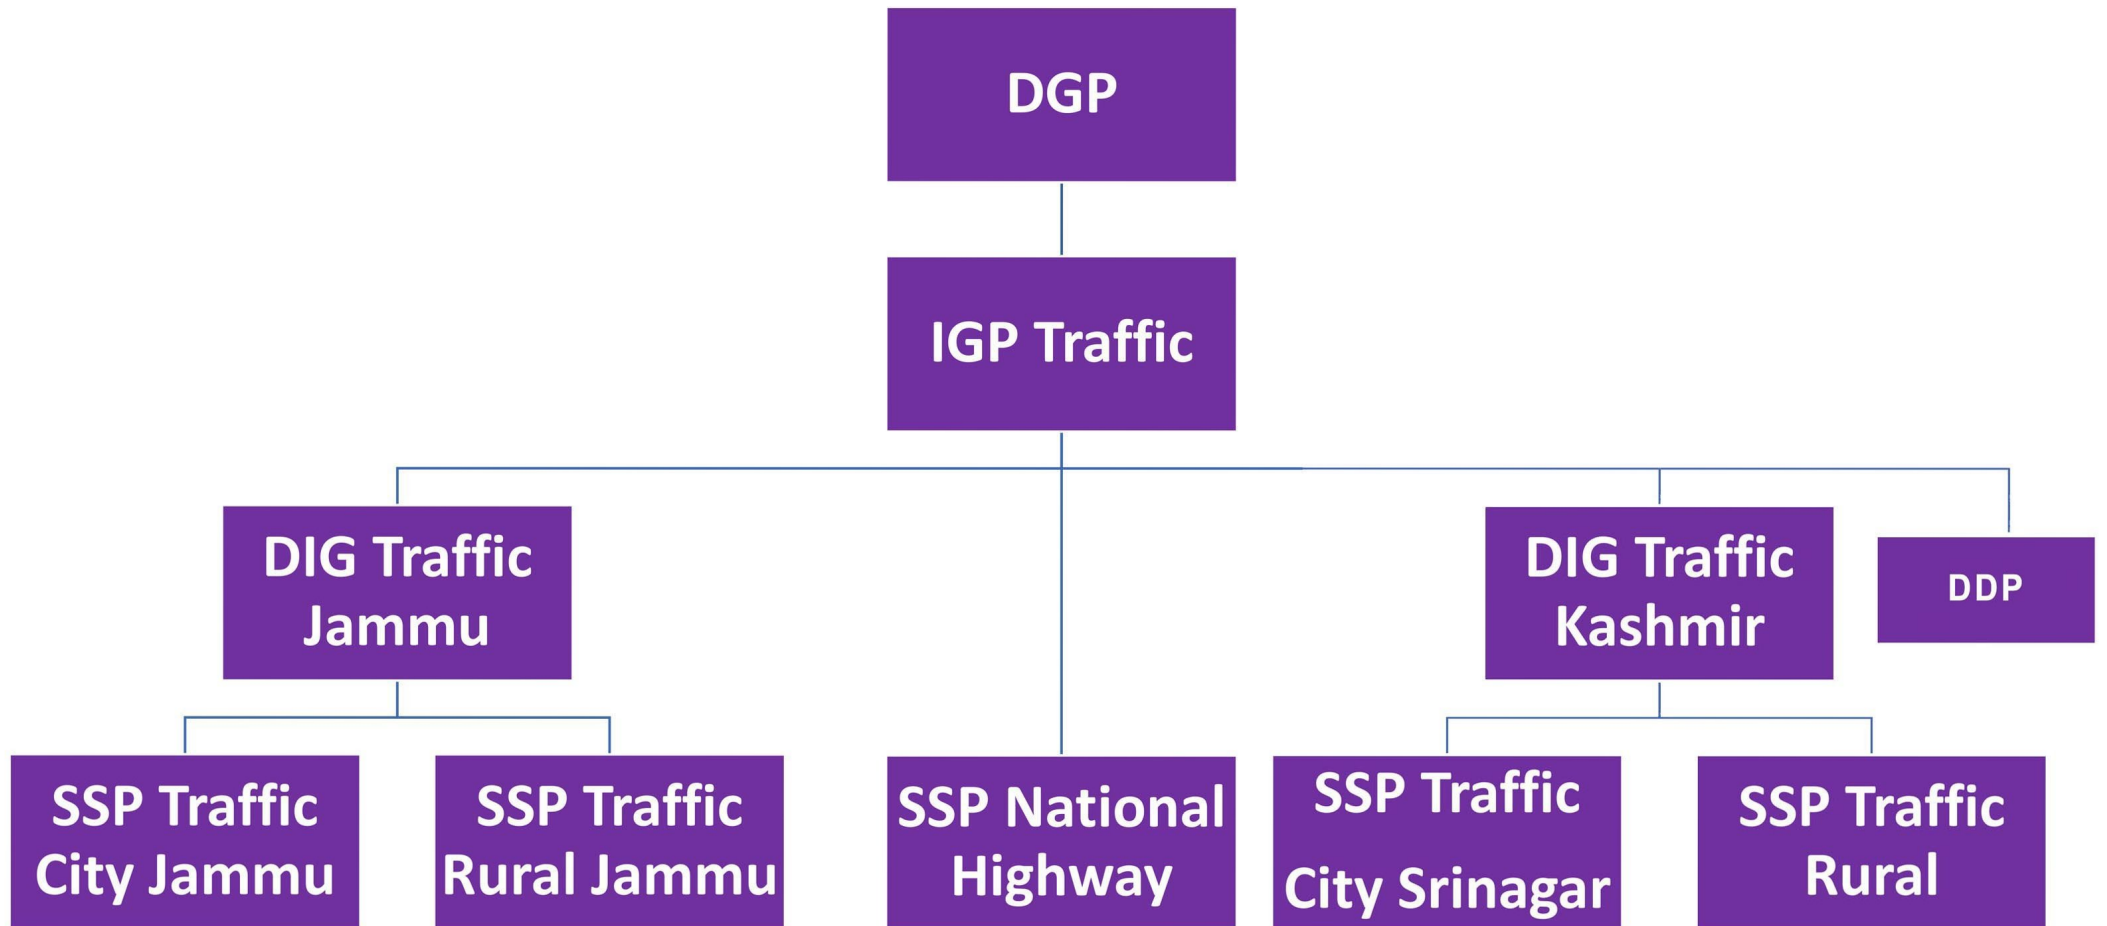 DGP
IGP Traffic
DIG Traffic
Jammu
DIG Traffic
Kashmir
DDP
SSP Traffic
City Jammu
SSP Traffic
Rural Jammu
SSP National
Highway
SSP Traffic
City Srinagar
SSP Traffic
Rural